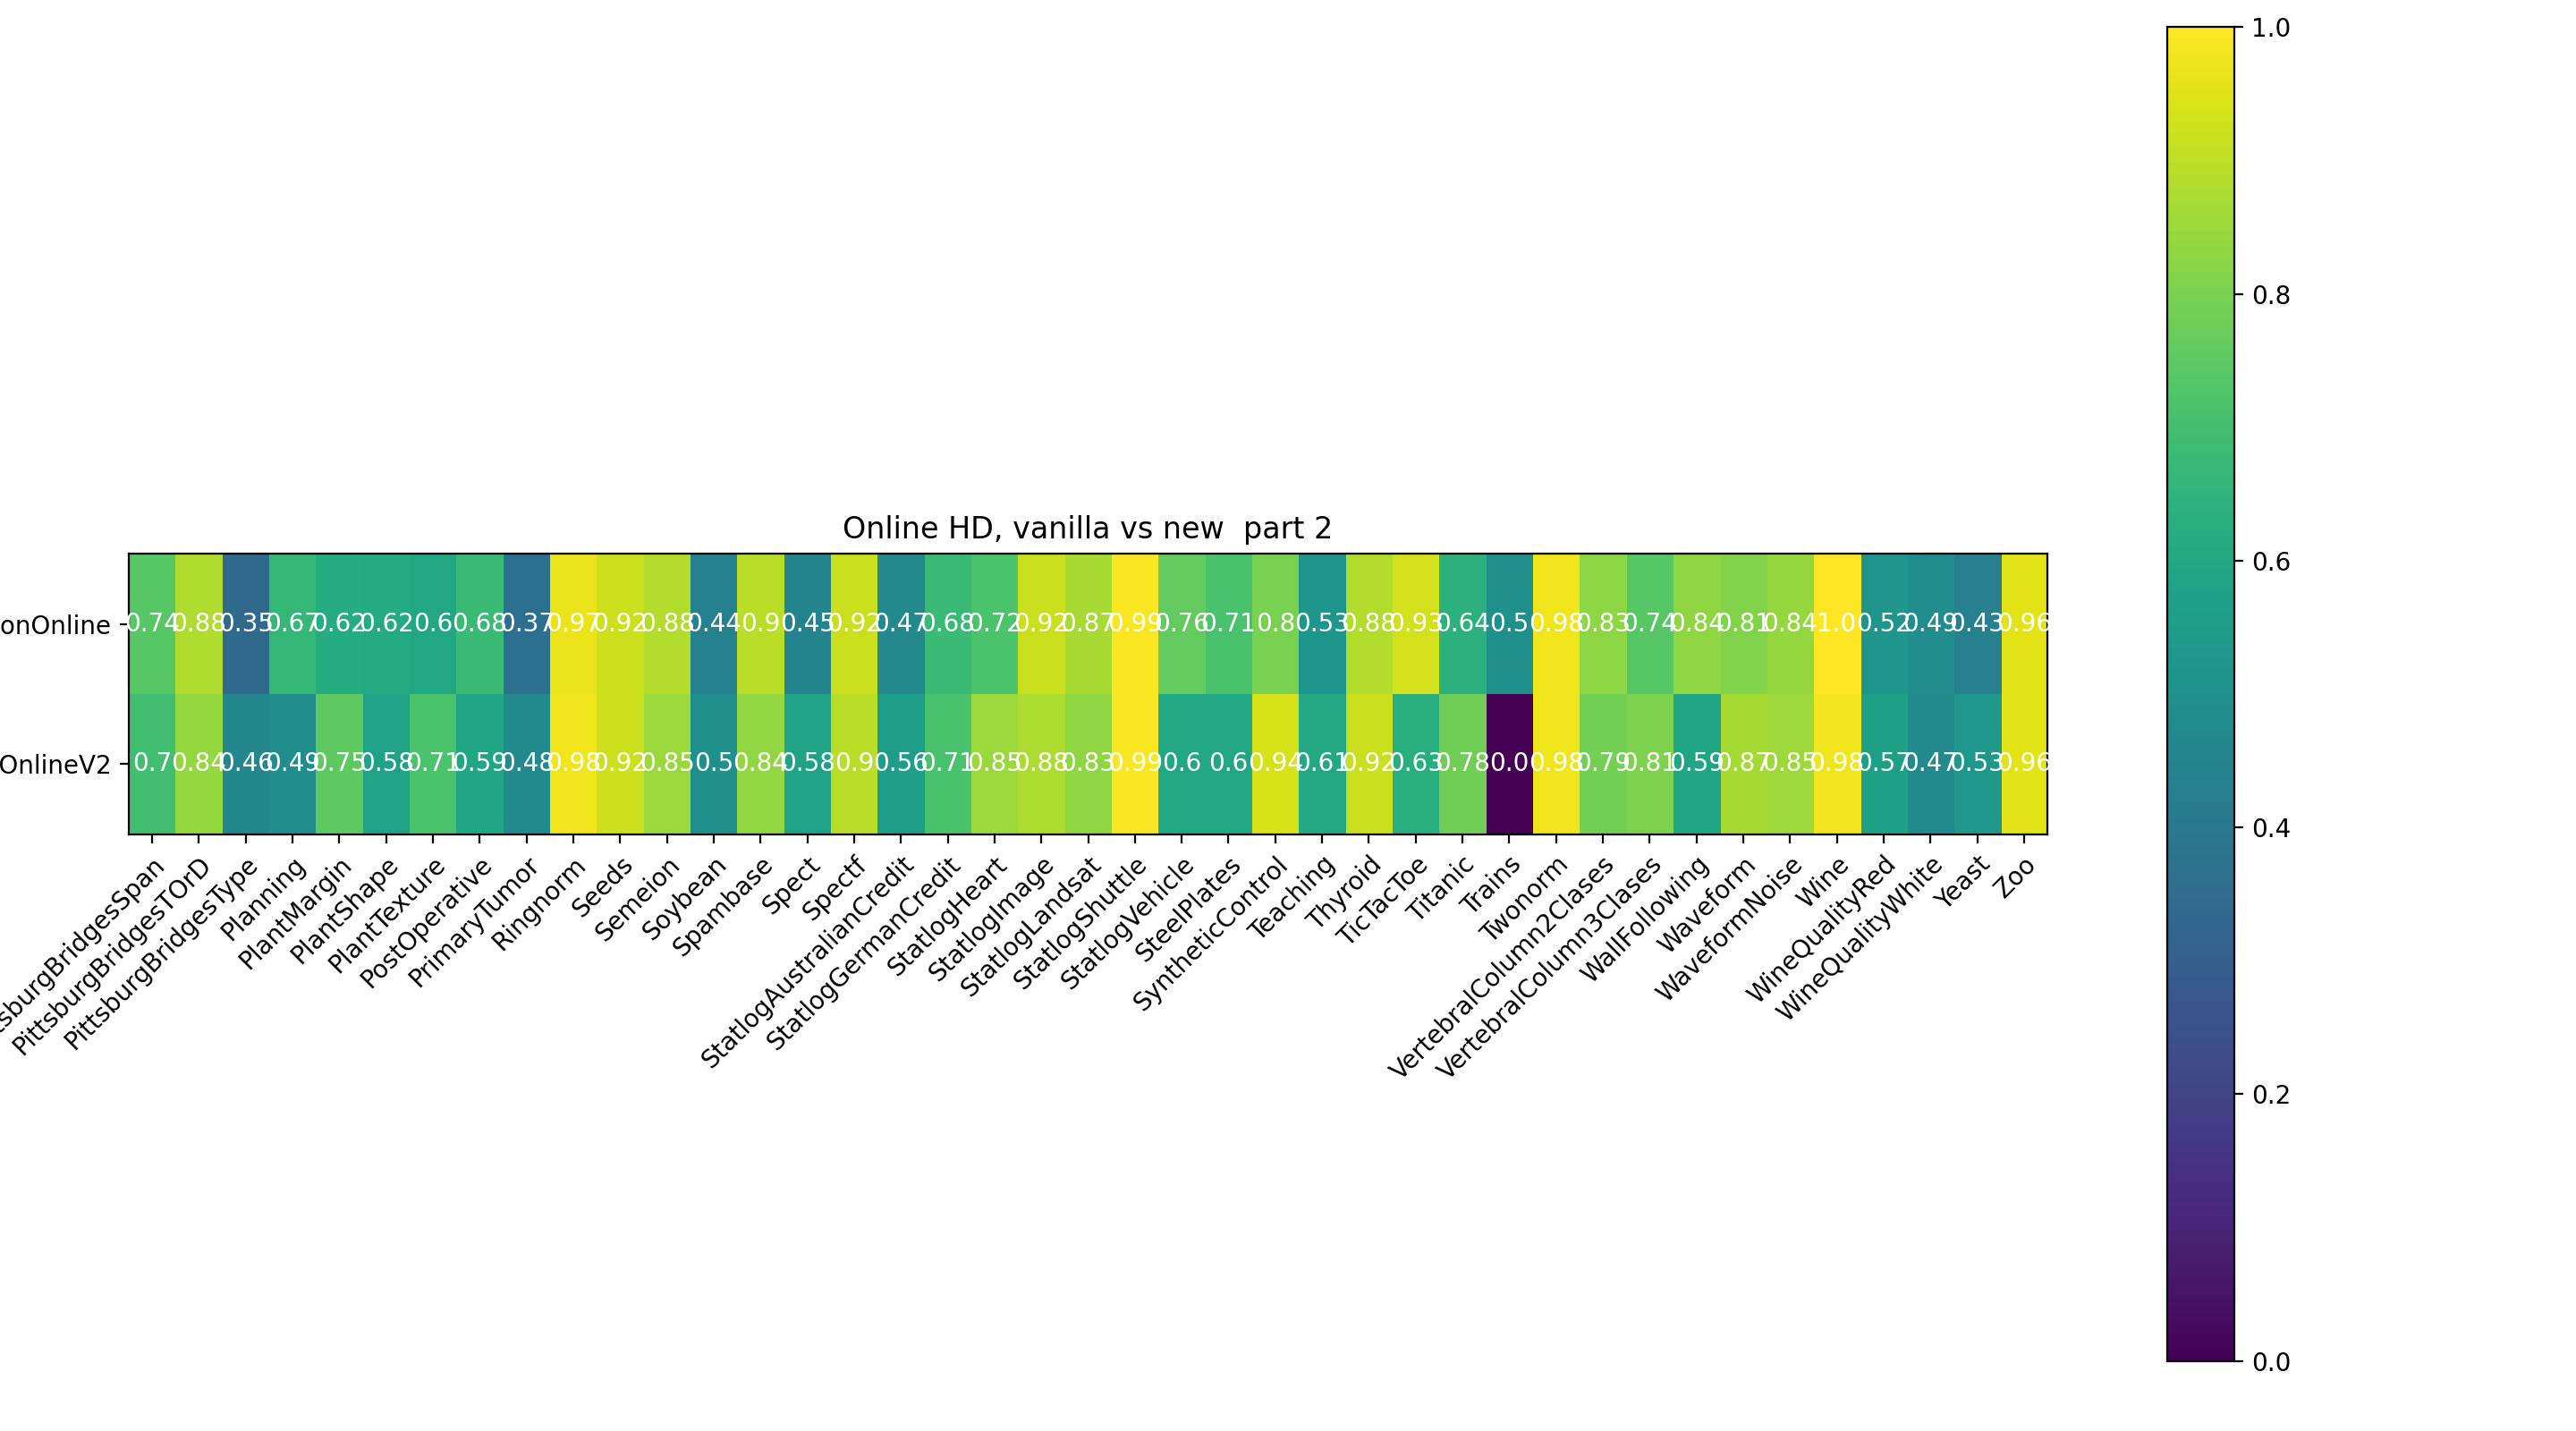 1.0
0.8
0.6
0.4
0.2
0.0
Online HD, vanilla vs new  part 2
onOnline
0.74 0.88 0.35 0.67 0.62 0.62 0.6 0.68 0.37 0.97 0.92 0.88 0.44 0.9 0.45 0.92 0.47 0.68 0.72 0.92 0.87 0.99 0.76 0.71 0.8 0.53 0.88 0.93 0.64 0.5 0.98 0.83 0.74 0.84 0.81 0.84 1.0 0.52 0.49 0.43 0.96
OnlineV2
0.7 0.84 0.46 0.49 0.75 0.58 0.71 0.59 0.48 0.98 0.92 0.85 0.5 0.84 0.58 0.9 0.56 0.71 0.85 0.88 0.83 0.99 0.6 0.6 0.94 0.61 0.92 0.63 0.78 0.0 0.98 0.79 0.81 0.59 0.87 0.85 0.98 0.57 0.47 0.53 0.96
sburgBridgesSpan
PittsburgBridgesTOrD
PittsburgBridgesType
Planning
PlantMargin
PlantShape
PlantTexture
PostOperative
PrimaryTumor
Ringnorm
Seeds
Semeion
Soybean
Spambase
Spect
Spectf
StatlogAustralianCredit
StatlogGermanCredit
StatlogHeart
StatlogImage
StatlogLandsat
StatlogShuttle
StatlogVehicle
SteelPlates
SyntheticControl
Teaching
Thyroid
TicTacToe
Titanic
Trains
Twonorm
VertebralColumn2Clases
VertebralColumn3Clases
WallFollowing
Waveform
WaveformNoise
Wine
WineQualityRed
WineQualityWhite
Yeast
Zoo